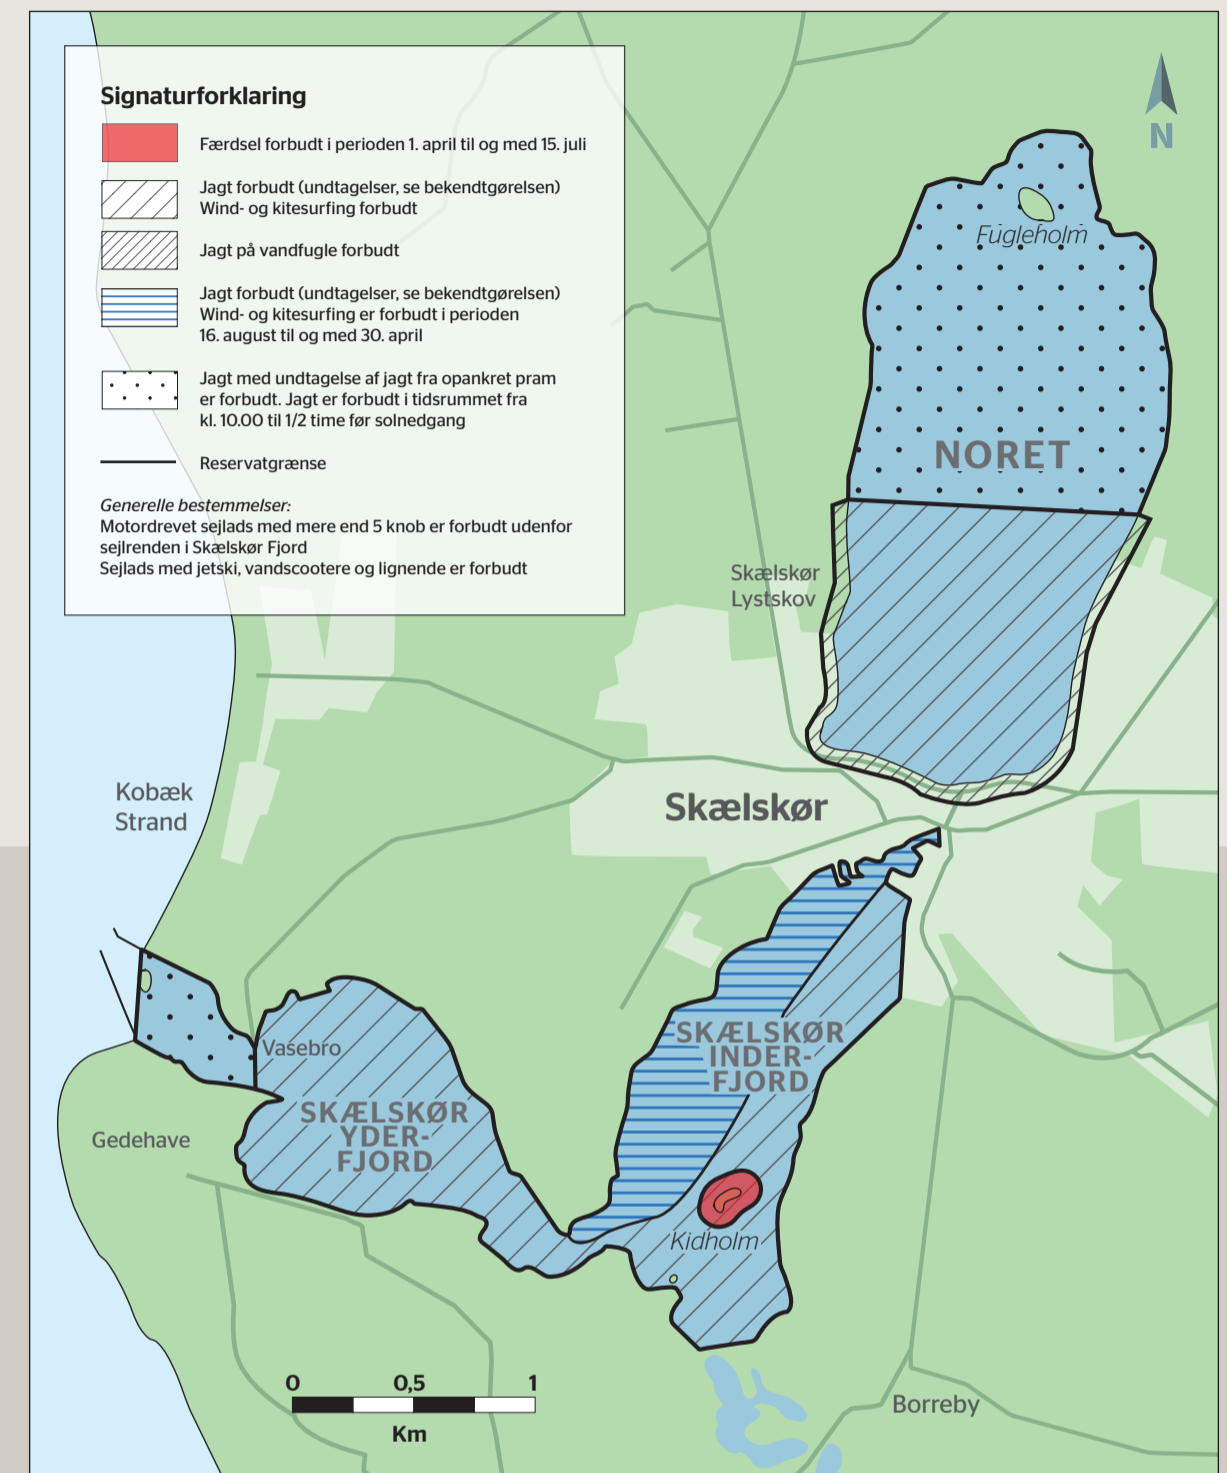 Signaturforklaring
Færdsel forbudt i perioden 1. april til og med 15. juli
Jagt forbudt (undtagelser, se bekendtgørelsen)
Wind- og kitesurfing forbudt
Jagt på vandfugle forbudt
Jagt forbudt (undtagelser, se bekendtgørelsen)
Wind- og kitesurfing er forbudt i perioden
16. august til og med 30. april
Jagt med undtagelse af jagt fra opankret pram
er forbudt. Jagt er forbudt i tidsrummet fra
kl. 10.00 til 1/2 time før solnedgang
Reservatgrænse
Generelle bestemmelser:
Motordrevet sejlads med mere end 5 knob er forbudt udenfor
sejlrenden i Skælskør Fjord
Sejlads med jetski, vandscootere og lignende er forbudt
N
Fugleholm
NORET
Skælskør
Lystskov
Kobæk
Strand
Skælskør
Vasebro
SKÆLSKØR
INDER-
FJORD
SKÆLSKØR
YDER-
FJORD
Gedehave
Kidholm
0 0,5 1
Km
Borreby